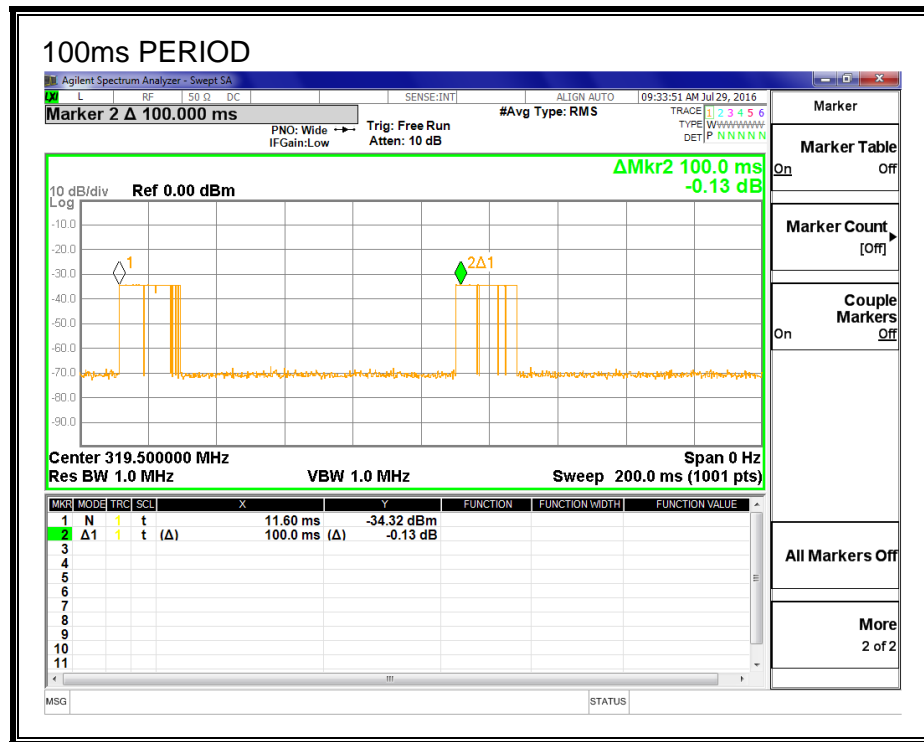 100ms PERIOD
Agilent Spectrum Analyzer - Swept SA
LXI L RF 50 Ω DC SENSE:INT ALIGN AUTO 09:33:51 AM Jul 29, 2016
Marker 2 Δ 100.000 ms
PNO: Wide
IFGain:Low
Trig: Free Run
Atten: 10 dB
#Avg Type: RMS
TRACE 1 2 3 4 5 6
TYPE WWWWWW
DET P N N N N N
ΔMkr2 100.0 ms
-0.13 dB
10 dB/div Ref 0.00 dBm
Log
-10.0
-20.0
-30.0
-40.0
-50.0
-60.0
-70.0
-80.0
-90.0
1
2Δ1
Center 319.500000 MHz Span 0 Hz
Res BW 1.0 MHz VBW 1.0 MHz Sweep 200.0 ms (1001 pts)
MKR MODE TRC SCL X Y FUNCTION FUNCTION WIDTH FUNCTION VALUE
1 N 1 t 11.60 ms -34.32 dBm
2 Δ1 1 t (Δ) 100.0 ms (Δ) -0.13 dB
3
4
5
6
7
8
9
10
11
MSG STATUS
Marker
Marker Table
On Off
Marker Count
[Off]
Couple
Markers
On Off
All Markers Off
More
2 of 2